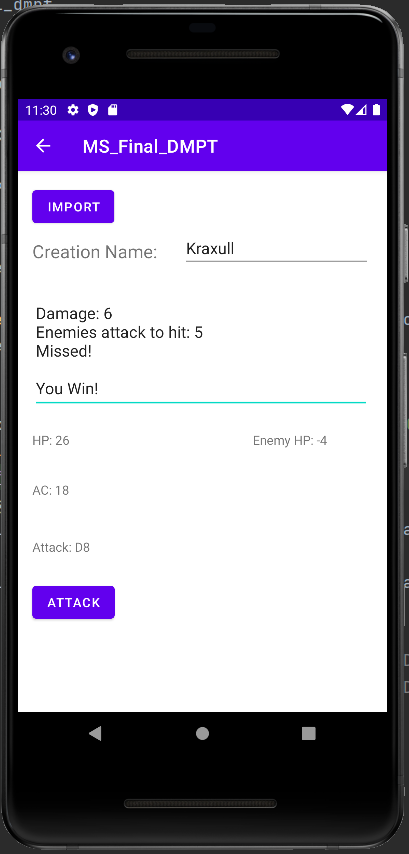 _dmpt
11:30
MS_Final_DMPT
IMPORT
Creation Name: Kraxull
Damage: 6
Enemies attack to hit: 5
Missed!
You Win!
HP: 26 Enemy HP: -4
AC: 18
Attack: D8
ATTACK